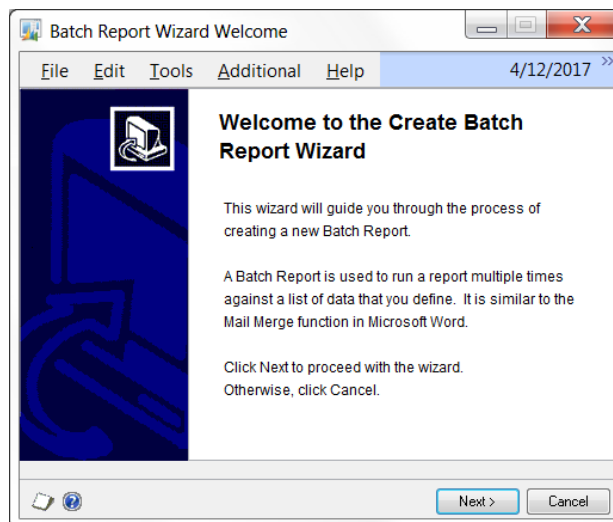 Batch Report Wizard Welcome
File Edit Tools Additional Help 4/12/2017 »
Welcome to the Create Batch
Report Wizard
This wizard will guide you through the process of
creating a new Batch Report.
A Batch Report is used to run a report multiple times
against a list of data that you define. It is similar to the
Mail Merge function in Microsoft Word.
Click Next to proceed with the wizard.
Otherwise, click Cancel.
Next > Cancel